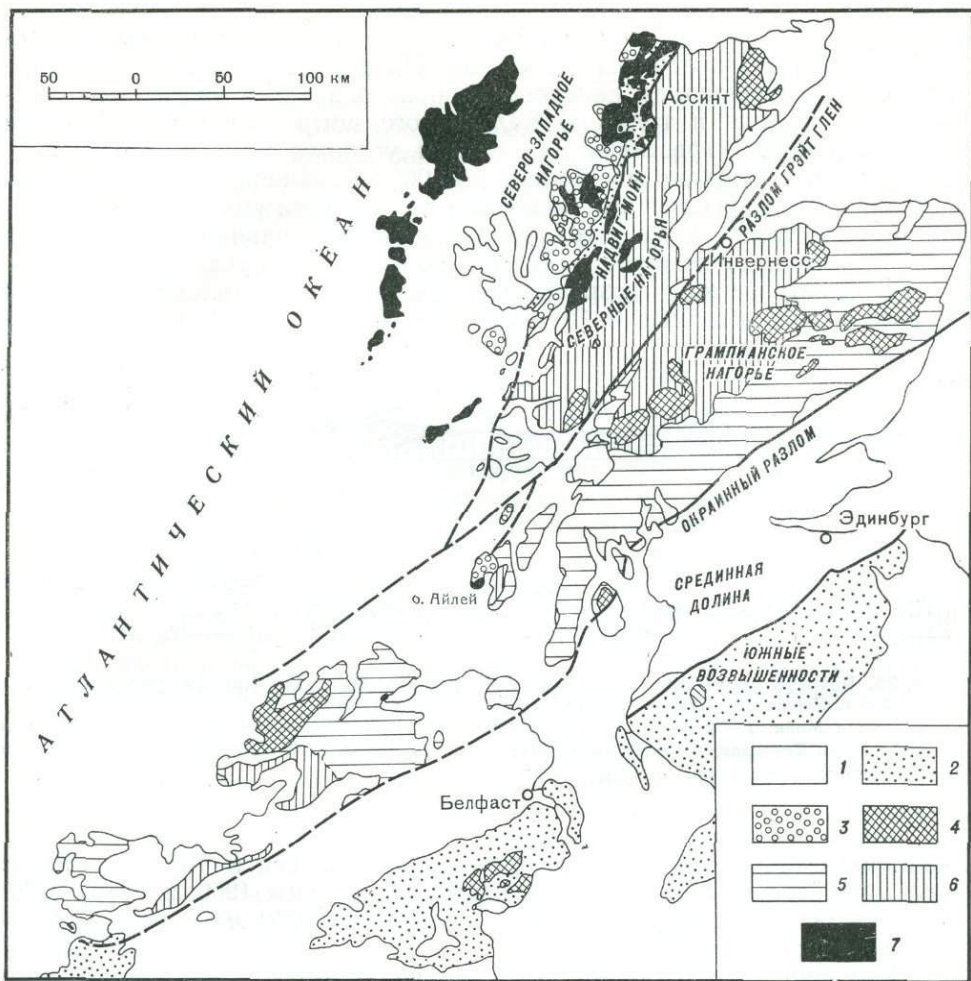 50 0 50 100 км
АТЛАНТИЧЕСКИЙ ОКЕАН
СЕВЕРО-ЗАПАДНОЕ
НАГОРЬЕ
Ассинт
НАДВИГ МОЙН
СЕВЕРНЫЕ НАГОРЬЯ
РАЗЛОМ ГРЭЙТ ГЛЕН
Инвернесс
ГРАМПИАНСКОЕ
НАГОРЬЕ
ОКРАИННЫЙ РАЗЛОМ
Эдинбург
о. Айлей
СРЕДИННАЯ
ДОЛИНА
ЮЖНЫЕ
ВОЗВЫШЕННОСТИ
Белфаст
1 2
3 4
5 6
7